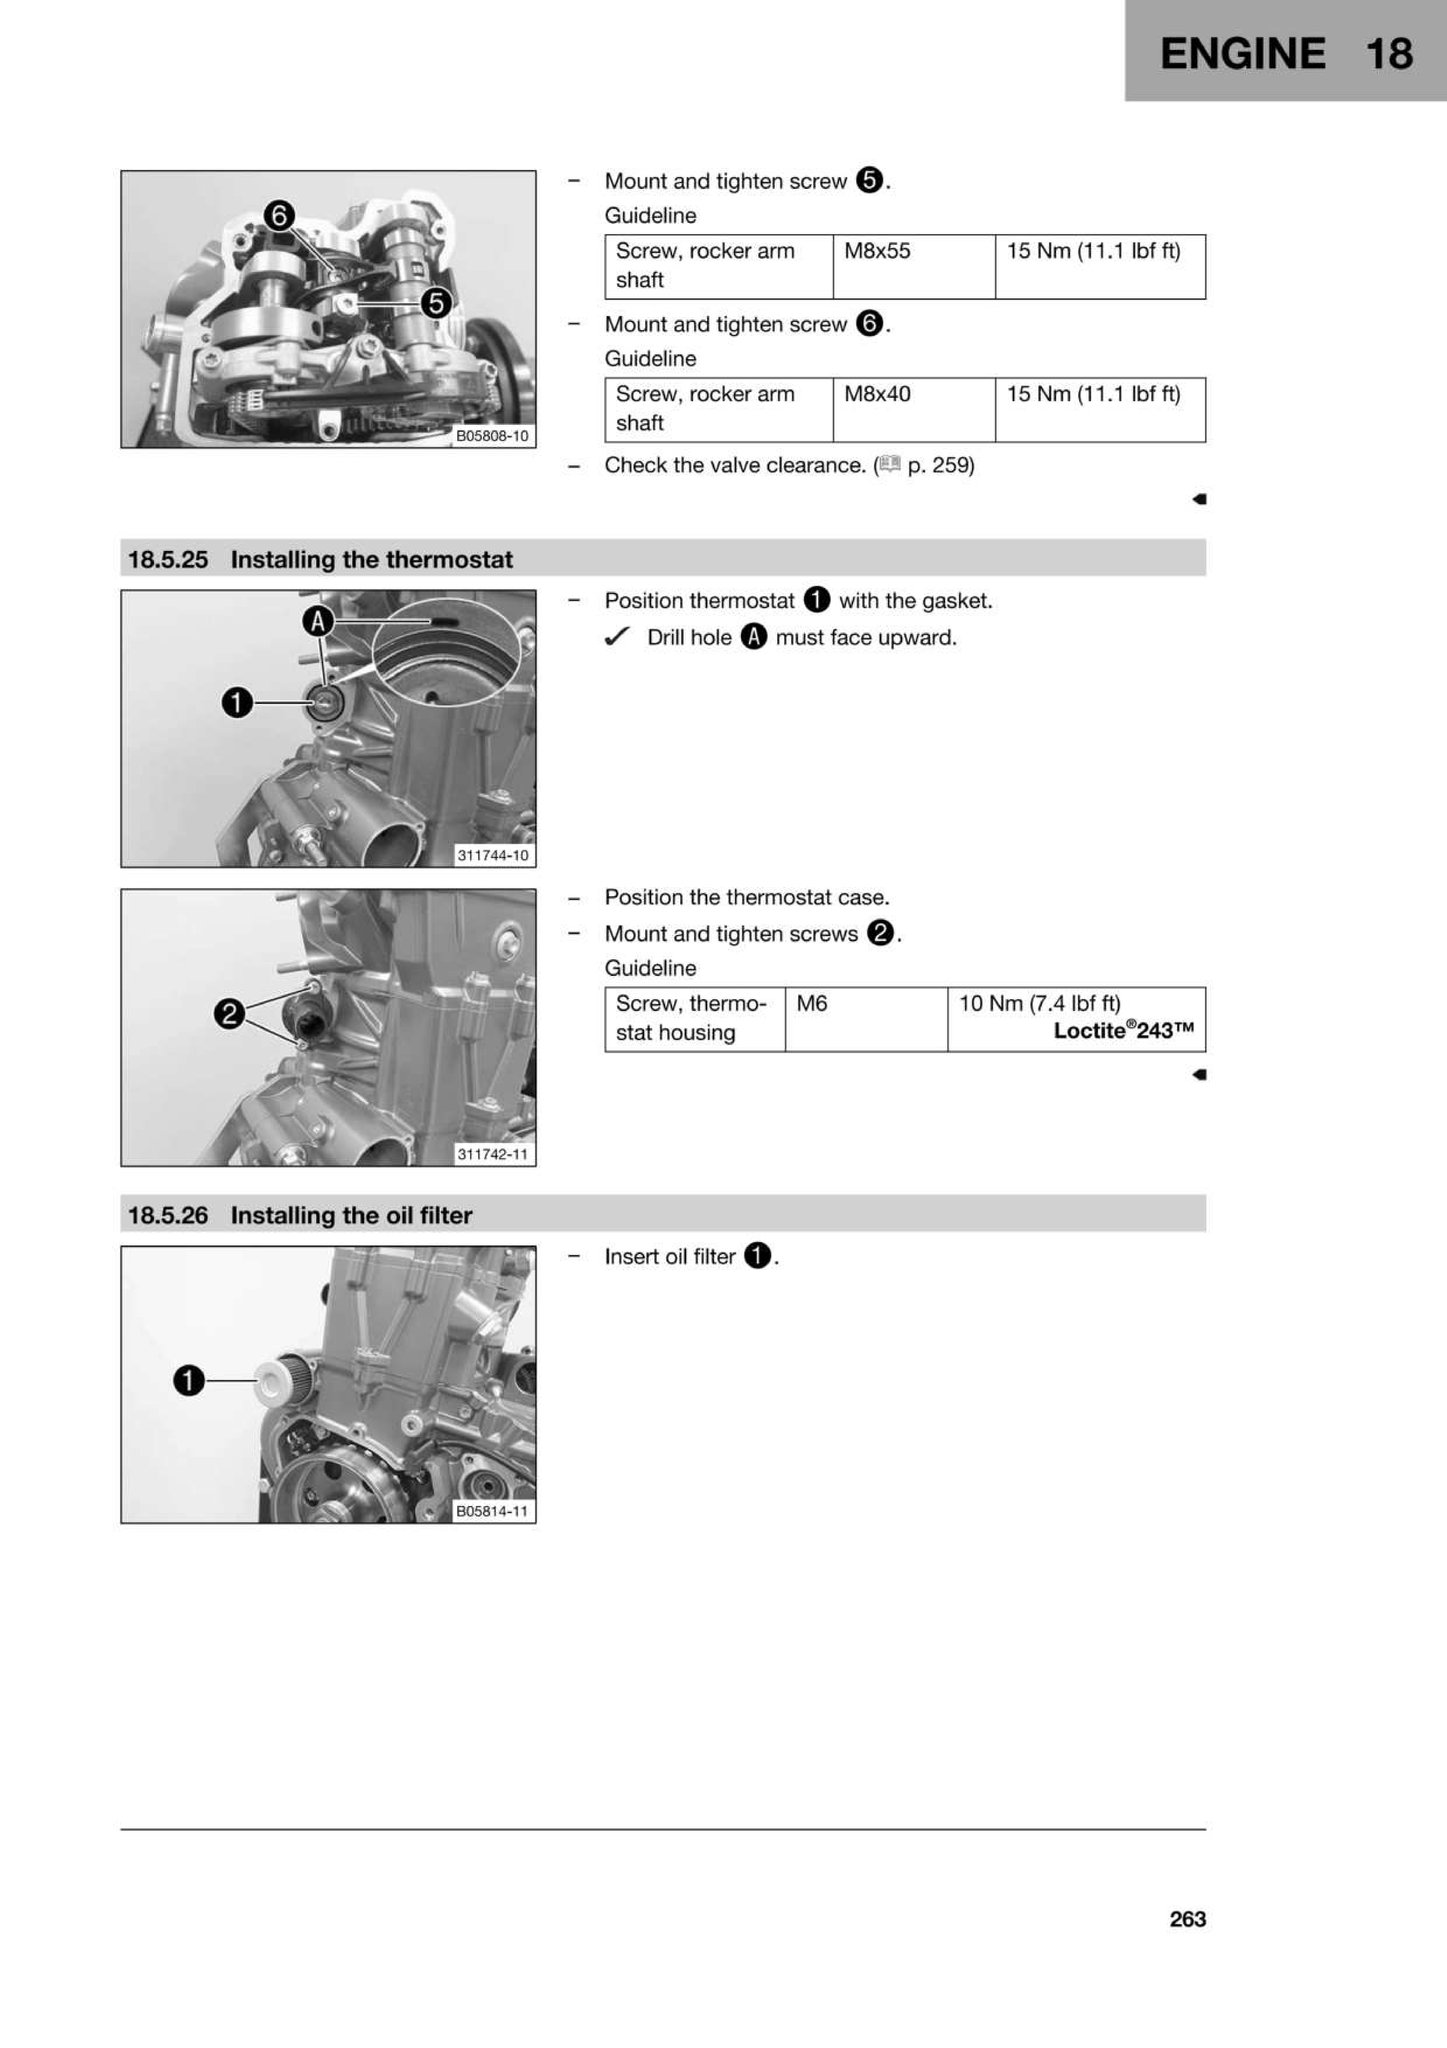 ENGINE 18
– Mount and tighten screw 5.
Guideline
Screw, rocker arm shaft M8x55 15 Nm (11.1 lbf ft)
– Mount and tighten screw 6.
Guideline
Screw, rocker arm shaft M8x40 15 Nm (11.1 lbf ft)
– Check the valve clearance. ( p. 259)
6
5
B05808-10
18.5.25 Installing the thermostat
– Position thermostat 1 with the gasket.
✓ Drill hole A must face upward.
A
1
311744-10
– Position the thermostat case.
– Mount and tighten screws 2.
Guideline
Screw, thermo-
stat housing M6 10 Nm (7.4 lbf ft)
Loctite®243™
2
311742-11
18.5.26 Installing the oil filter
– Insert oil filter 1.
1
B05814-11
263